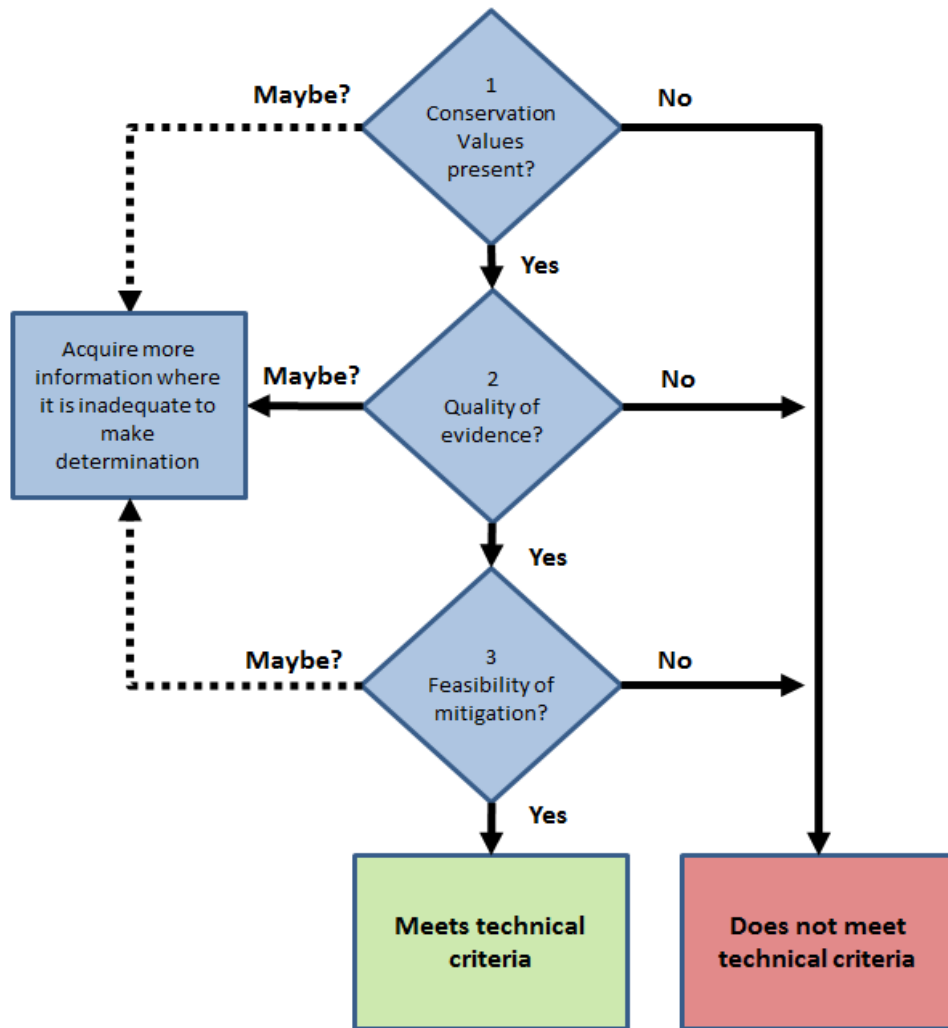 1
Conservation
Values
present?
Maybe?
No
Yes
Acquire more
information where
it is inadequate to
make
determination
Maybe?
2
Quality of
evidence?
No
Yes
Maybe?
3
Feasibility of
mitigation?
No
Yes
Meets technical
criteria
Does not meet
technical criteria